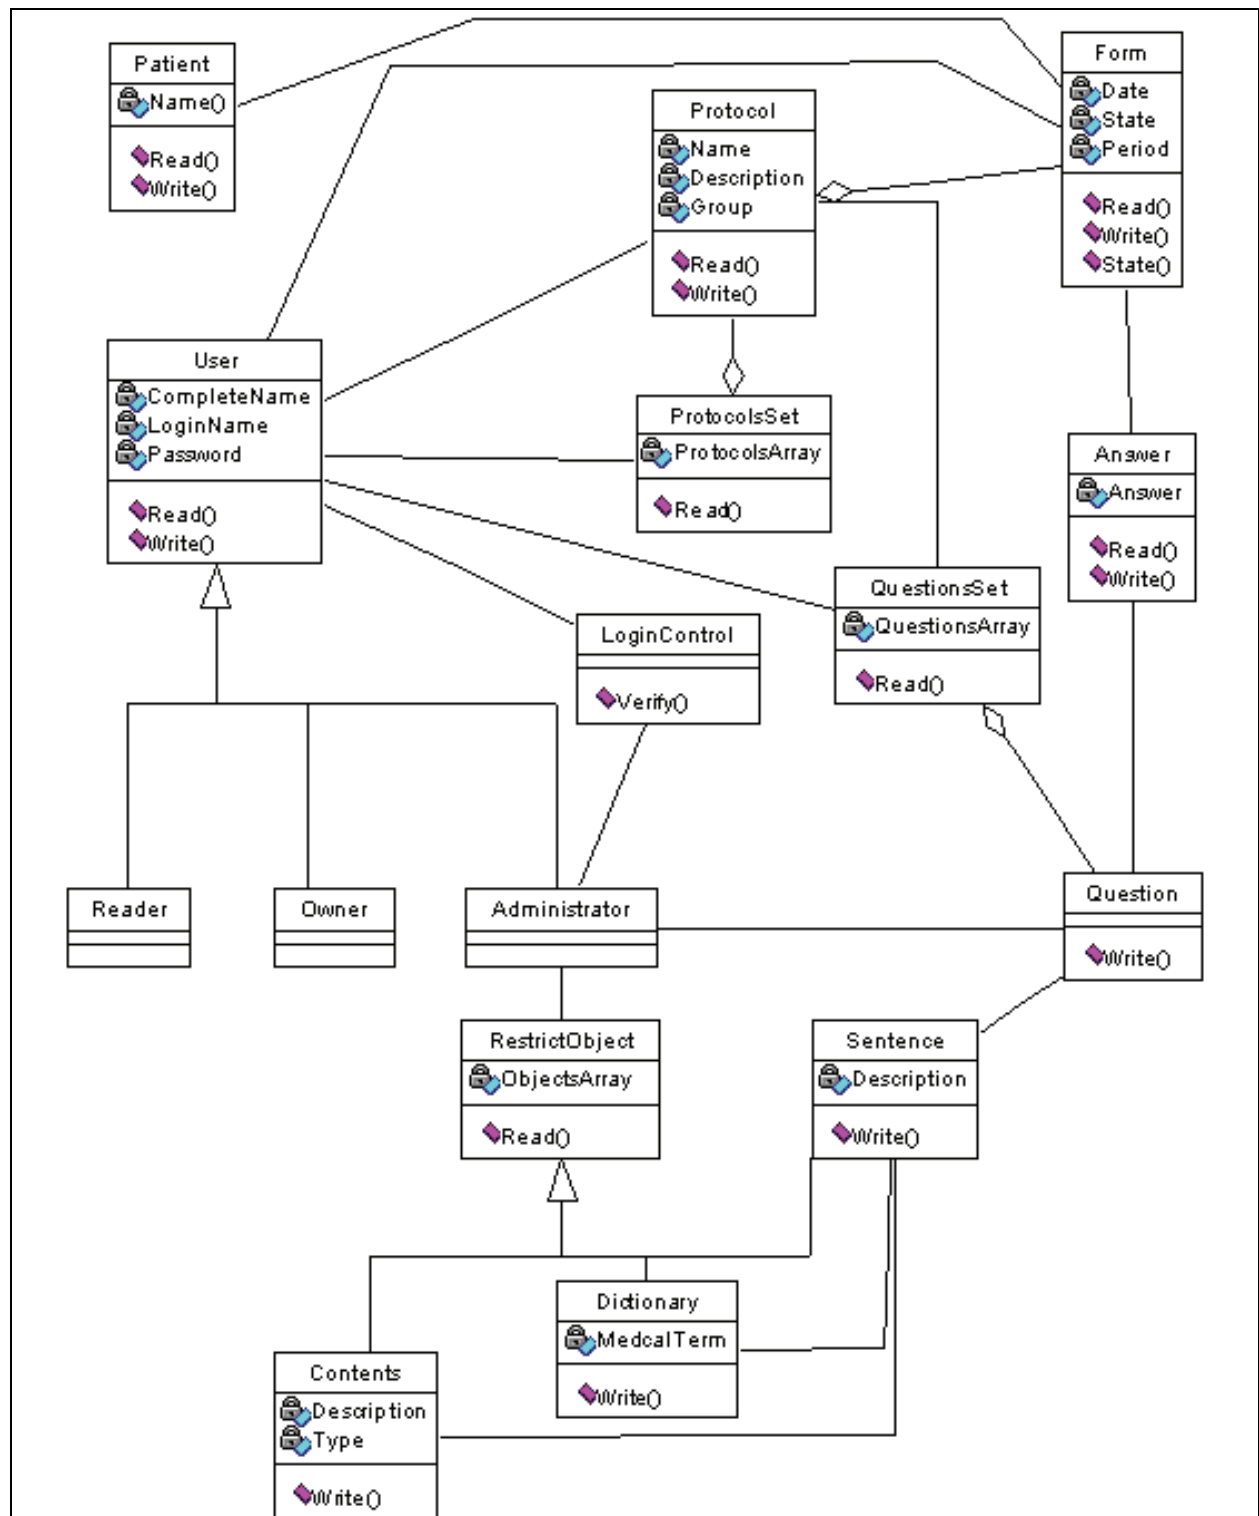 Patient
Name()
Read()
Write()
Form
Date
State
Period
Read()
Write()
State()
Protocol
Name
Description
Group
Read()
Write()
User
CompleteName
LoginName
Password
Read()
Write()
ProtocolsSet
ProtocolsArray
Read()
Answer
Answer
Read()
Write()
QuestionsSet
QuestionsArray
Read()
LoginControl
Verify()
Reader
Owner
Administrator
Question
Write()
RestrictObject
ObjectsArray
Read()
Sentence
Description
Write()
Dictionary
MedcalTerm
Write()
Contents
Description
Type
Write()